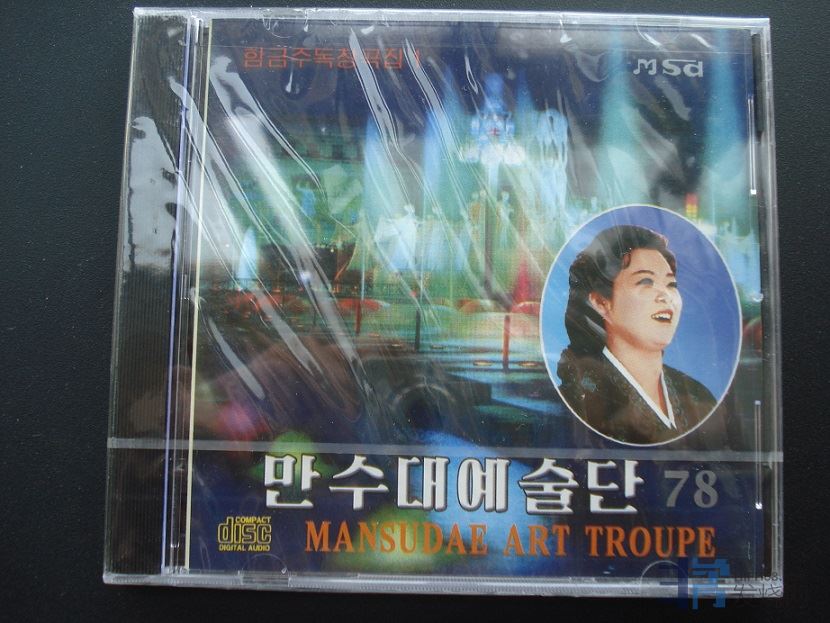 함금주독창곡집 1
MSd
만수대예술단 78
COMPACT
disc
DIGITAL AUDIO
MANSUDAE ART TROUPE